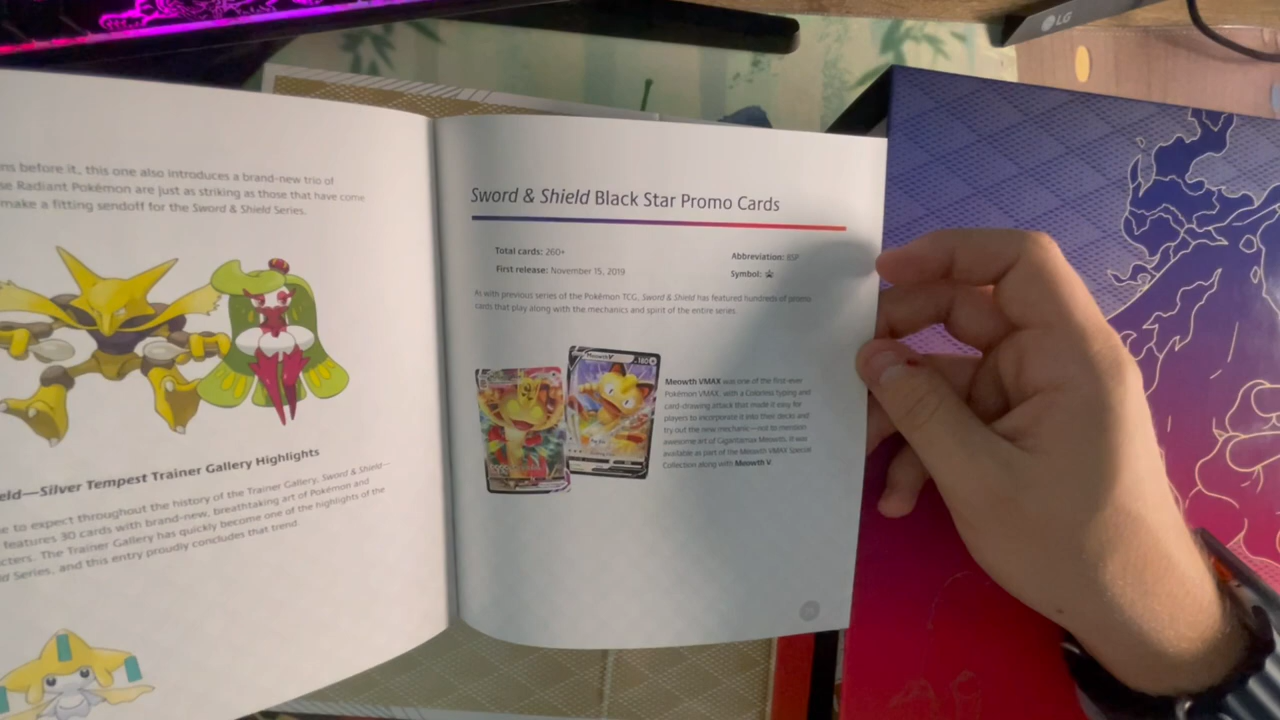 LG
ns before it, this one also introduces a brand-new trio of
se Radiant Pokémon are just as striking as those that have come
make a fitting sendoff for the Sword & Shield Series.
eld—Silver Tempest Trainer Gallery Highlights
e to expect throughout the history of the Trainer Gallery, Sword & Shield—
features 30 cards with brand-new, breathtaking art of Pokémon and
cters. The Trainer Gallery has quickly become one of the highlights of the
d Series, and this entry proudly concludes that trend.
Sword & Shield Black Star Promo Cards
Total cards: 260+
First release: November 15, 2019
Abbreviation: BSP
Symbol:
As with previous series of the Pokémon TCG, Sword & Shield has featured hundreds of promo
cards that play along with the mechanics and spirit of the entire series.
Meowth V 180
Meowth VMAX was one of the first-ever
Pokémon VMAX, with a Colorless typing and
card-drawing attack that made it easy for
players to incorporate it into their decks and
try out the new mechanic—not to mention
awesome art of Gigantamax Meowth. It was
available as part of the Meowth VMAX Special
Collection along with Meowth V.